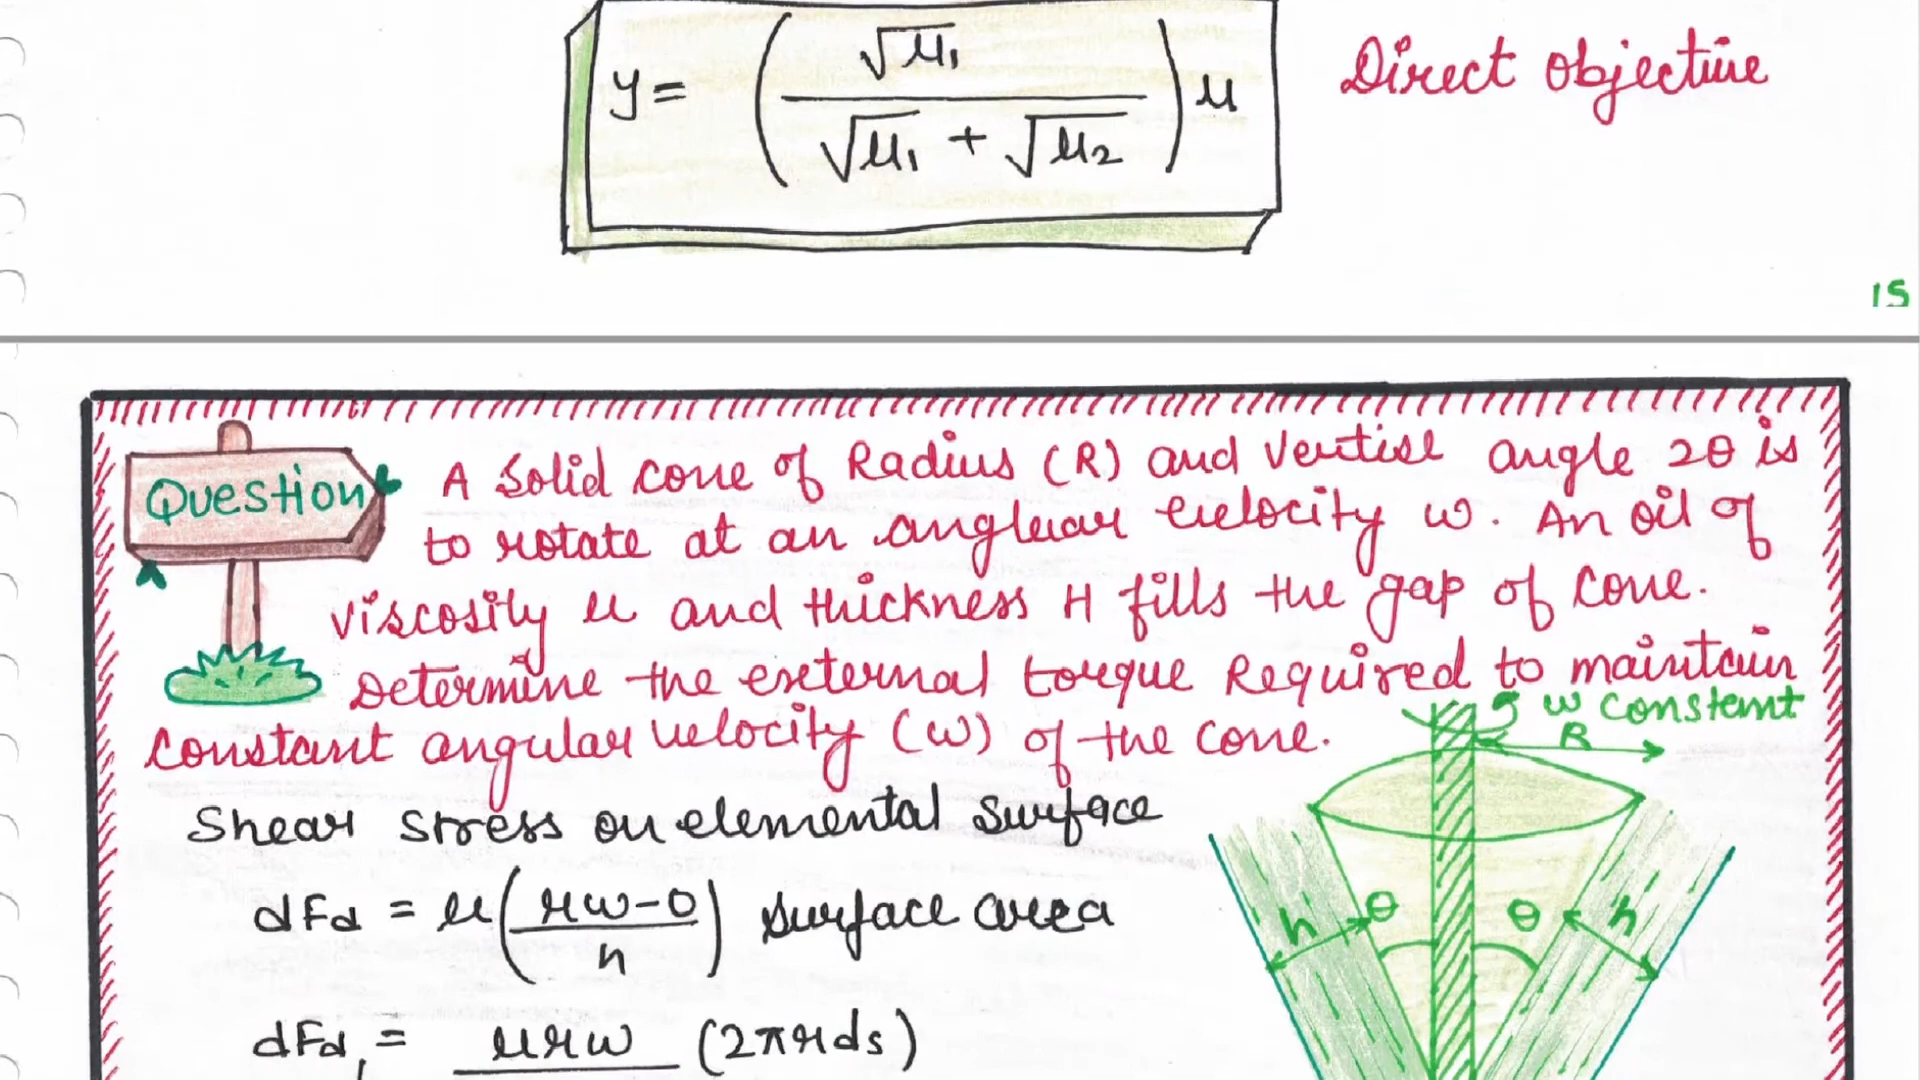 y = ( √μ₁ / √μ₁ + √μ₂ ) μ
Direct objective
15
Question
A solid cone of Radius (R) and vertise angle 2θ is
to rotate at an angluar velocity ω. An oil of
viscosity μ and thickness H fills the gap of cone.
Determine the external torque Required to maintain
constant angular velocity (ω) of the cone.
ω constant
R
Shear stress on elemental surface
dFd = μ ( rω-0 / h ) surface area
h θ θ h
dFd, = μrω (2πrds)